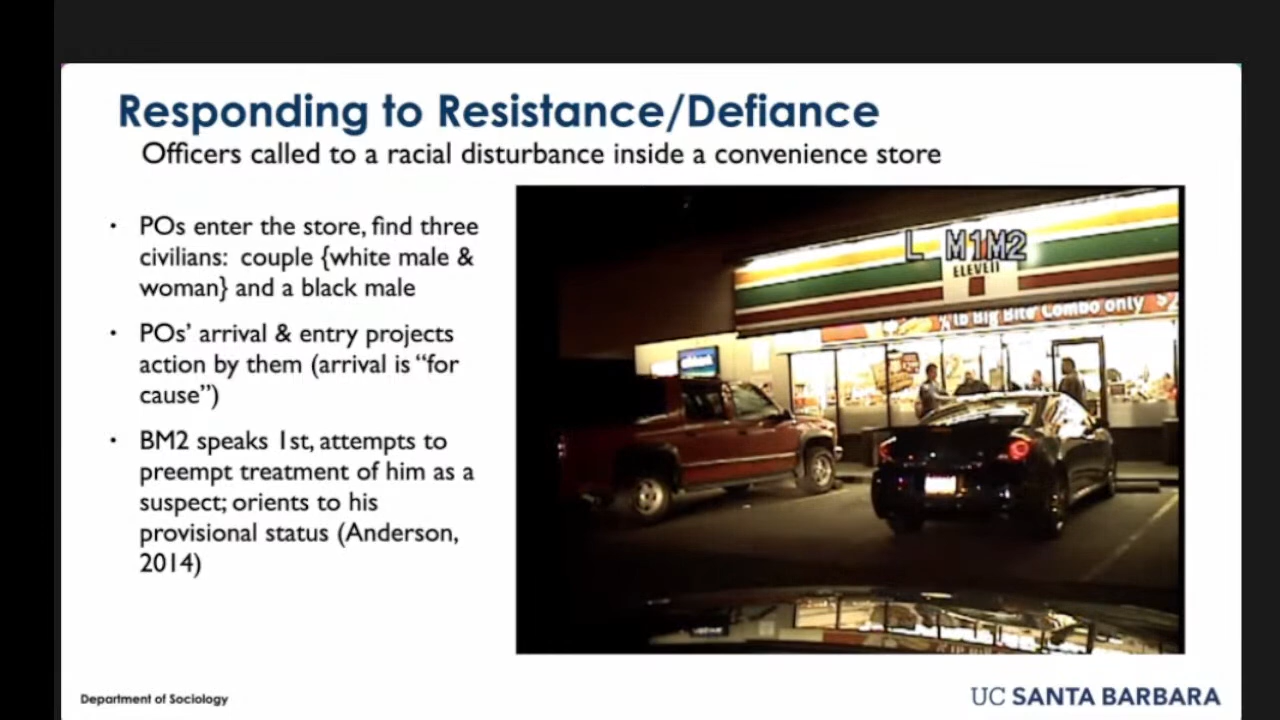 Responding to Resistance/Defiance
Officers called to a racial disturbance inside a convenience store
• POs enter the store, find three
civilians: couple {white male &
woman} and a black male
• POs' arrival & entry projects
action by them (arrival is "for
cause")
• BM2 speaks 1st, attempts to
preempt treatment of him as a
suspect; orients to his
provisional status (Anderson,
2014)
L M1M2
ELEVEN
Big Bite Combo only
Department of Sociology
UC SANTA BARBARA